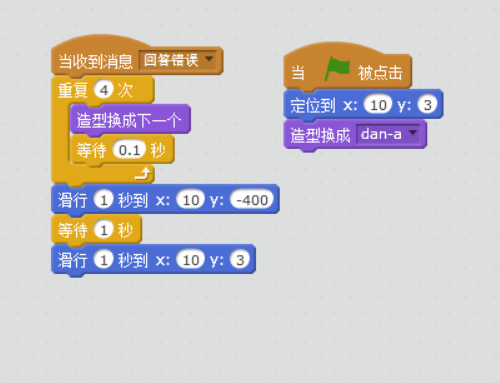 当收到消息 回答错误
重复 4 次
造型换成下一个
等待 0.1 秒
滑行 1 秒到 x: 10 y: -400
等待 1 秒
滑行 1 秒到 x: 10 y: 3
当 被点击
定位到 x: 10 y: 3
造型换成 dan-a